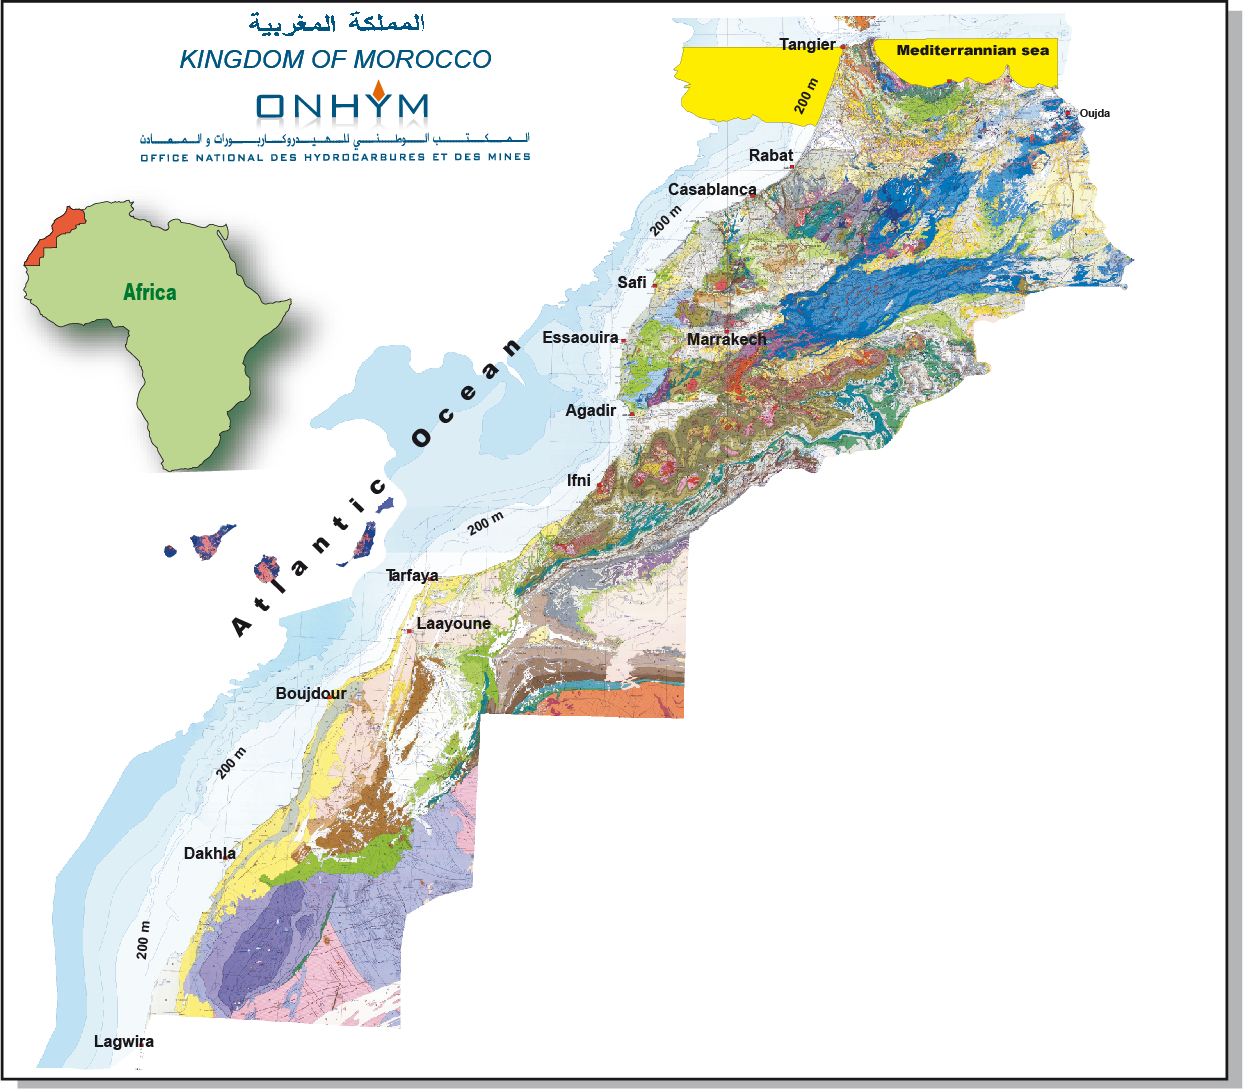 المملكة المغربية
KINGDOM OF MOROCCO
ONHYM
المكتب الوطني للهيدروكاربورات و المعادن
OFFICE NATIONAL DES HYDROCARBURES ET DES MINES
Africa
Tangier
Mediterrannian sea
200 m
Oujda
Rabat
Casablanca
200 m
Safi
Essaouira
Marrakech
Agadir
Atlantic Ocean
Ifni
200 m
Tarfaya
Laayoune
Boujdour
200 m
Dakhla
200 m
Lagwira